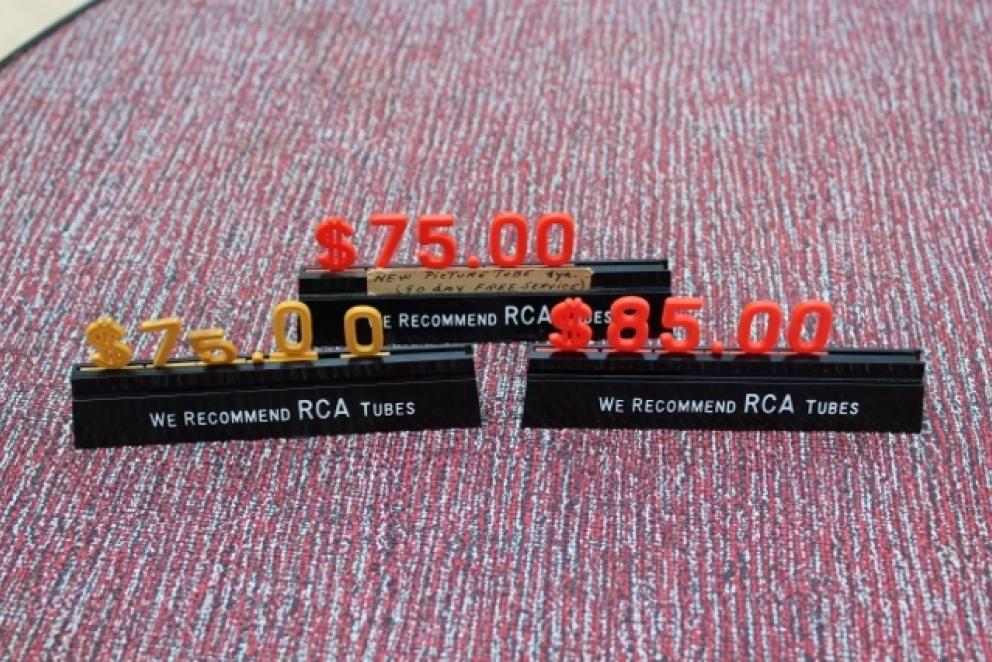 $75.00
NEW PICTURE TUBE 1yr.
(90 DAY FREE SERVICE)
WE RECOMMEND RCA TUBES
$75.00
WE RECOMMEND RCA TUBES
$85.00
WE RECOMMEND RCA TUBES